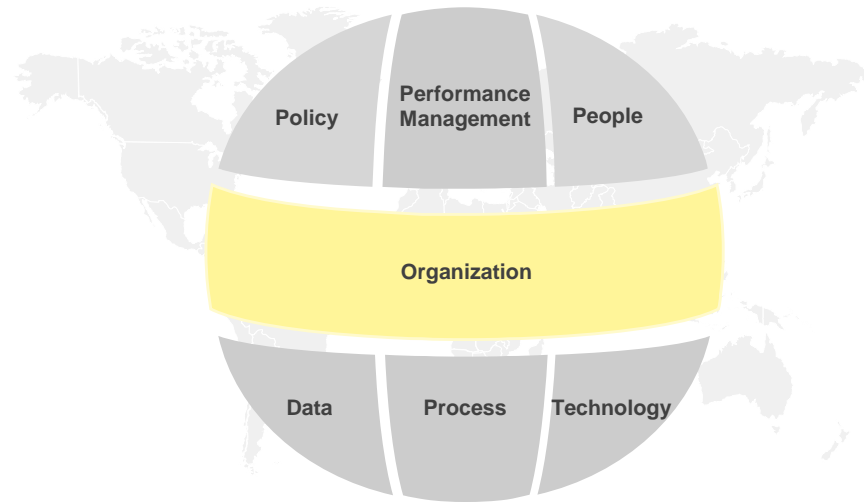 Policy
Performance
Management
People
Organization
Data
Process
Technology